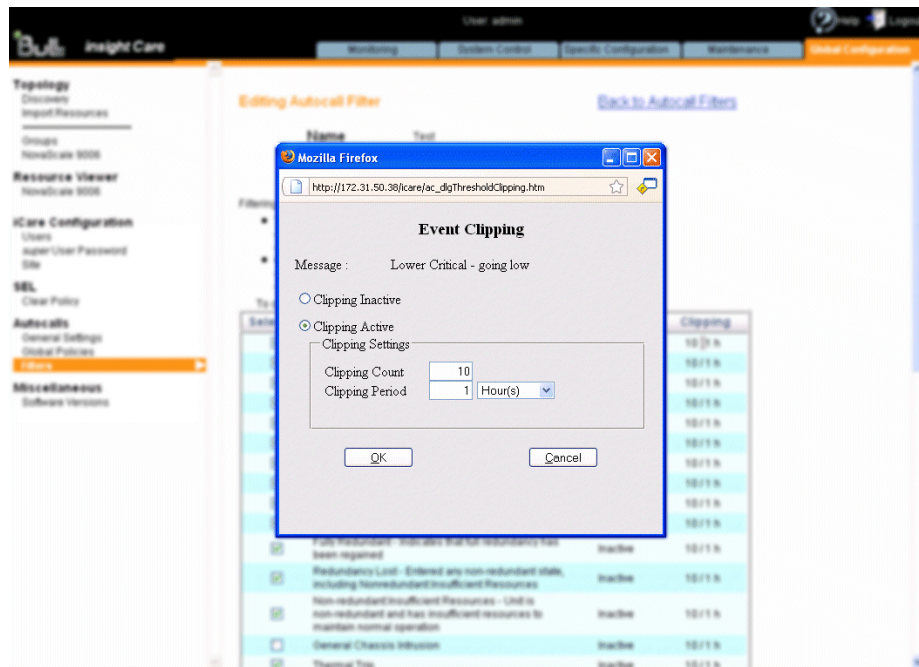 User: admin
Help
Logout
Bull
insight Care
Monitoring
System Control
Specific Configuration
Maintenance
Global Configuration
Topology
Discovery
Import Resources
Groups
NovaScale 9006
Resource Viewer
NovaScale 9006
iCare Configuration
Users
superUser Password
Site
SEL
Clear Policy
Autocalls
General Settings
Global Policies
Filters
Miscellaneous
Software Versions
Editing Autocall Filter
Back to Autocall Filters
Name Test
Filtering
Mozilla Firefox
http://172.31.50.38/icare/ac_dlgThresholdClipping.htm
Event Clipping
Message : Lower Critical - going low
Clipping Inactive
Clipping Active
Clipping Settings
Clipping Count 10
Clipping Period 1 Hour(s)
OK
Cancel
Clipping
10 / 1 h
10 / 1 h
10 / 1 h
10 / 1 h
10 / 1 h
10 / 1 h
10 / 1 h
10 / 1 h
10 / 1 h
10 / 1 h
Fully Redundant - Indicates that full redundancy has
been regained
Inactive
10 / 1 h
Redundancy Lost - Entered any non-redundant state,
including Nonredundant:Insufficient Resources
Inactive
10 / 1 h
Non-redundant:Insufficient Resources - Unit is
non-redundant and has insufficient resources to
maintain normal operation
Inactive
10 / 1 h
General Chassis Intrusion
Inactive
10 / 1 h
Thermal Trip
Inactive
10 / 1 h